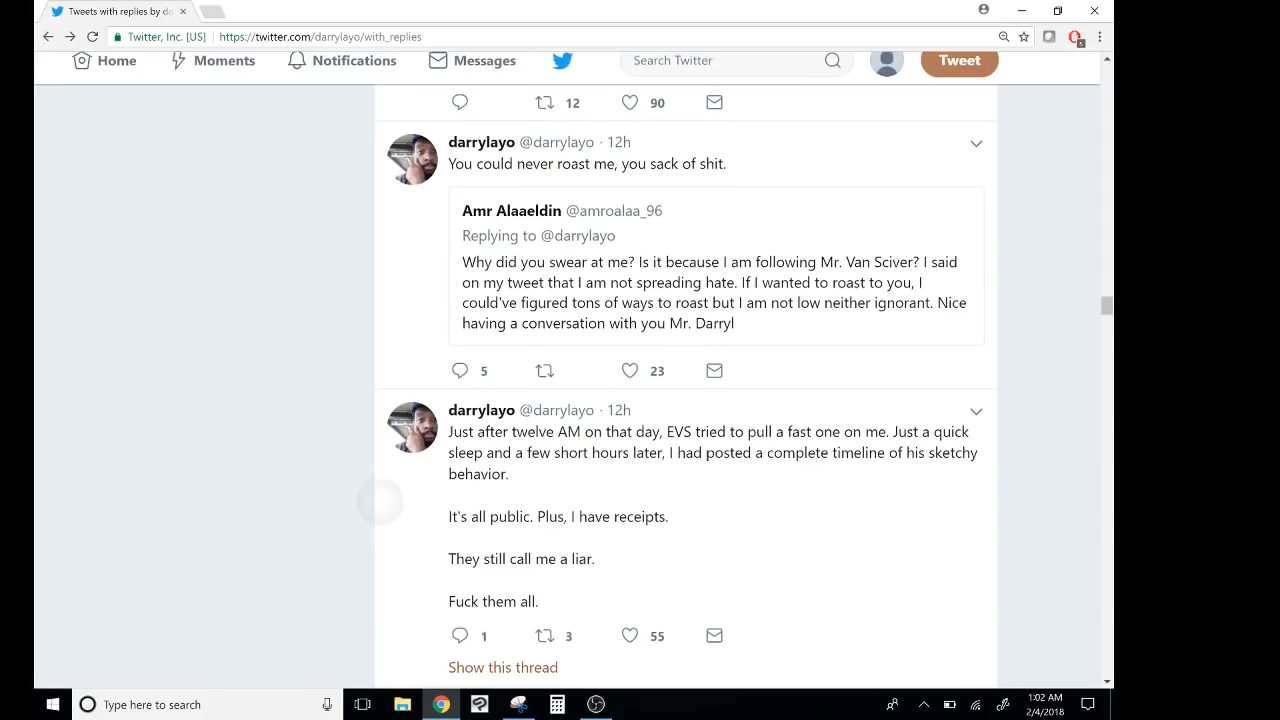 Tweets with replies by da
Twitter, Inc. [US] https://twitter.com/darrylayo/with_replies
Home Moments Notifications Messages Search Twitter Tweet
12 90
darrylayo @darrylayo · 12h
You could never roast me, you sack of shit.
Amr Alaaeldin @amroalaa_96
Replying to @darrylayo
Why did you swear at me? Is it because I am following Mr. Van Sciver? I said
on my tweet that I am not spreading hate. If I wanted to roast to you, I
could've figured tons of ways to roast but I am not low neither ignorant. Nice
having a conversation with you Mr. Darryl
5 23
darrylayo @darrylayo · 12h
Just after twelve AM on that day, EVS tried to pull a fast one on me. Just a quick
sleep and a few short hours later, I had posted a complete timeline of his sketchy
behavior.
It's all public. Plus, I have receipts.
They still call me a liar.
Fuck them all.
1 3 55
Show this thread
Type here to search
1:02 AM
2/4/2018